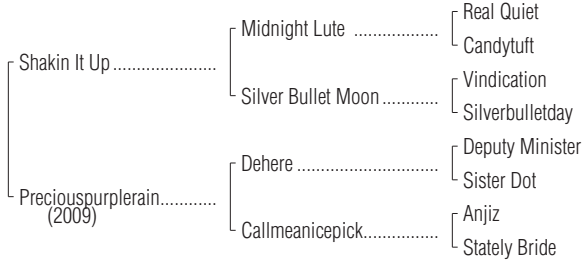 Real Quiet
Midnight Lute ..................
Candytuft
Shakin It Up ......................
Vindication
Silver Bullet Moon............
Silverbulletday
Deputy Minister
Dehere ..............................
Sister Dot
Preciouspurplerain............
(2009)
Anjiz
Callmeanicepick................
Stately Bride